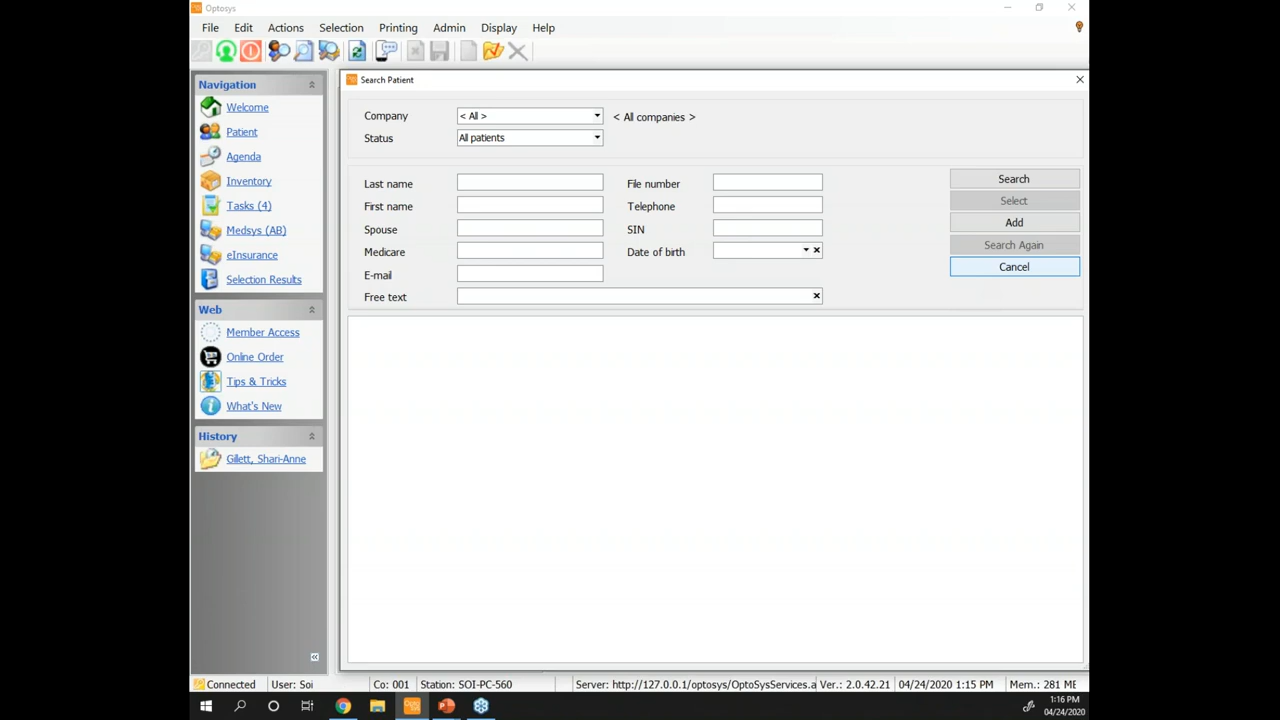 Optosys
File Edit Actions Selection Printing Admin Display Help
Navigation
Welcome
Patient
Agenda
Inventory
Tasks (4)
Medsys (AB)
eInsurance
Selection Results
Web
Member Access
Online Order
Tips & Tricks
What's New
History
Gillett, Shari-Anne
Search Patient
Company < All > < All companies >
Status All patients
Last name File number
First name Telephone
Spouse SIN
Medicare Date of birth
E-mail
Free text
Search
Select
Add
Search Again
Cancel
Connected User: Soi Co: 001 Station: SOI-PC-560 Server: http://127.0.0.1/optosys/OptoSysServices.a Ver.: 2.0.42.21 04/24/2020 1:15 PM Mem.: 281 ME
1:16 PM
04/24/2020